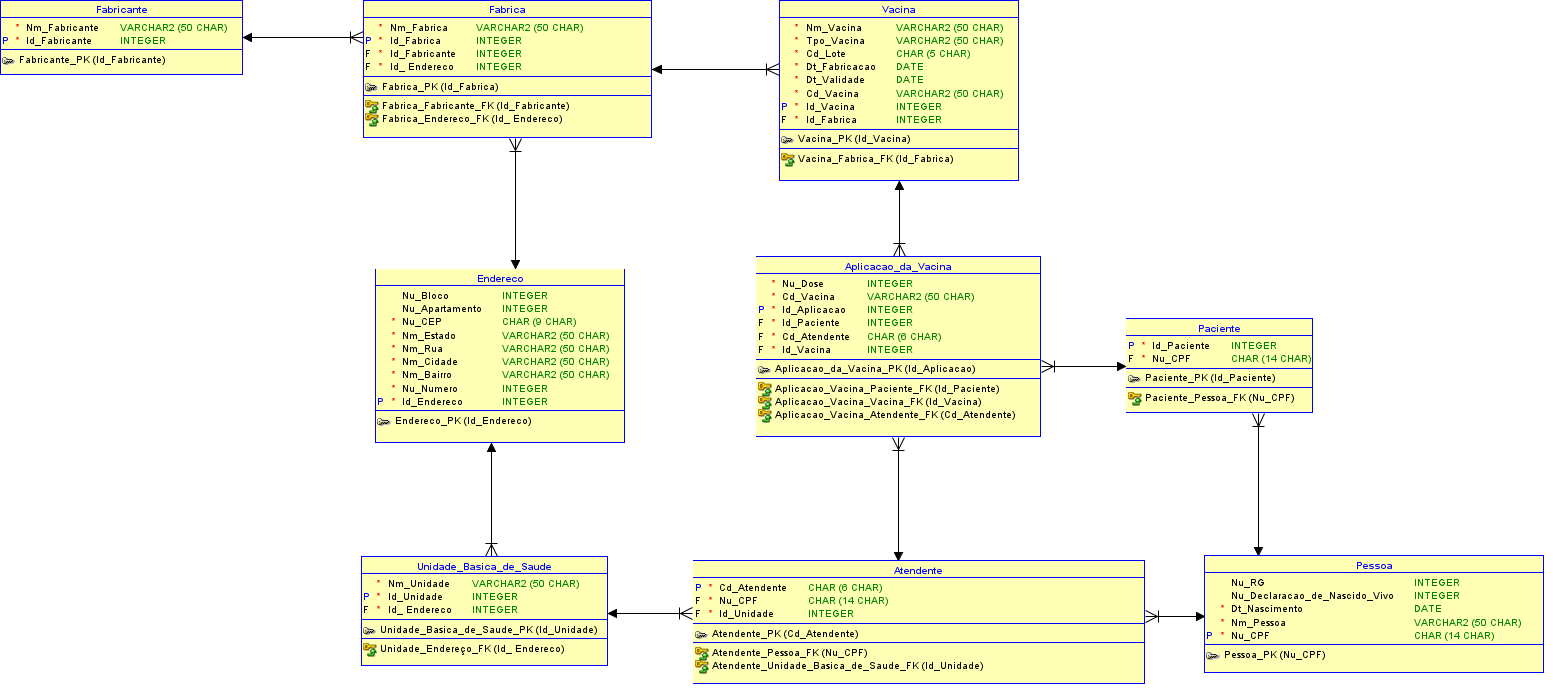 Fabricante
* Nm_Fabricante VARCHAR2 (50 CHAR)
P * Id_Fabricante INTEGER
Fabricante_PK (Id_Fabricante)
Fabrica
* Nm_Fabrica VARCHAR2 (50 CHAR)
P * Id_Fabrica INTEGER
F * Id_Fabricante INTEGER
F * Id_ Endereco INTEGER
Fabrica_PK (Id_Fabrica)
Fabrica_Fabricante_FK (Id_Fabricante)
Fabrica_Endereco_FK (Id_ Endereco)
Vacina
* Nm_Vacina VARCHAR2 (50 CHAR)
* Tpo_Vacina VARCHAR2 (50 CHAR)
* Cd_Lote CHAR (5 CHAR)
* Dt_Fabricacao DATE
* Dt_Validade DATE
* Cd_Vacina VARCHAR2 (50 CHAR)
P * Id_Vacina INTEGER
F * Id_Fabrica INTEGER
Vacina_PK (Id_Vacina)
Vacina_Fabrica_FK (Id_Fabrica)
Endereco
Nu_Bloco INTEGER
Nu_Apartamento INTEGER
* Nu_CEP CHAR (9 CHAR)
* Nm_Estado VARCHAR2 (50 CHAR)
* Nm_Rua VARCHAR2 (50 CHAR)
* Nm_Cidade VARCHAR2 (50 CHAR)
* Nm_Bairro VARCHAR2 (50 CHAR)
* Nu_Numero INTEGER
P * Id_Endereco INTEGER
Endereco_PK (Id_Endereco)
Aplicacao_da_Vacina
* Nu_Dose INTEGER
* Cd_Vacina VARCHAR2 (50 CHAR)
P * Id_Aplicacao INTEGER
F * Id_Paciente INTEGER
F * Cd_Atendente CHAR (6 CHAR)
F * Id_Vacina INTEGER
Aplicacao_da_Vacina_PK (Id_Aplicacao)
Aplicacao_Vacina_Paciente_FK (Id_Paciente)
Aplicacao_Vacina_Vacina_FK (Id_Vacina)
Aplicacao_Vacina_Atendente_FK (Cd_Atendente)
Paciente
P * Id_Paciente INTEGER
F * Nu_CPF CHAR (14 CHAR)
Paciente_PK (Id_Paciente)
Paciente_Pessoa_FK (Nu_CPF)
Unidade_Basica_de_Saude
* Nm_Unidade VARCHAR2 (50 CHAR)
P * Id_Unidade INTEGER
F * Id_ Endereco INTEGER
Unidade_Basica_de_Saude_PK (Id_Unidade)
Unidade_Endereço_FK (Id_ Endereco)
Atendente
P * Cd_Atendente CHAR (6 CHAR)
F * Nu_CPF CHAR (14 CHAR)
F * Id_Unidade INTEGER
Atendente_PK (Cd_Atendente)
Atendente_Pessoa_FK (Nu_CPF)
Atendente_Unidade_Basica_de_Saude_FK (Id_Unidade)
Pessoa
Nu_RG INTEGER
Nu_Declaracao_de_Nascido_Vivo INTEGER
* Dt_Nascimento DATE
* Nm_Pessoa VARCHAR2 (50 CHAR)
P * Nu_CPF CHAR (14 CHAR)
Pessoa_PK (Nu_CPF)